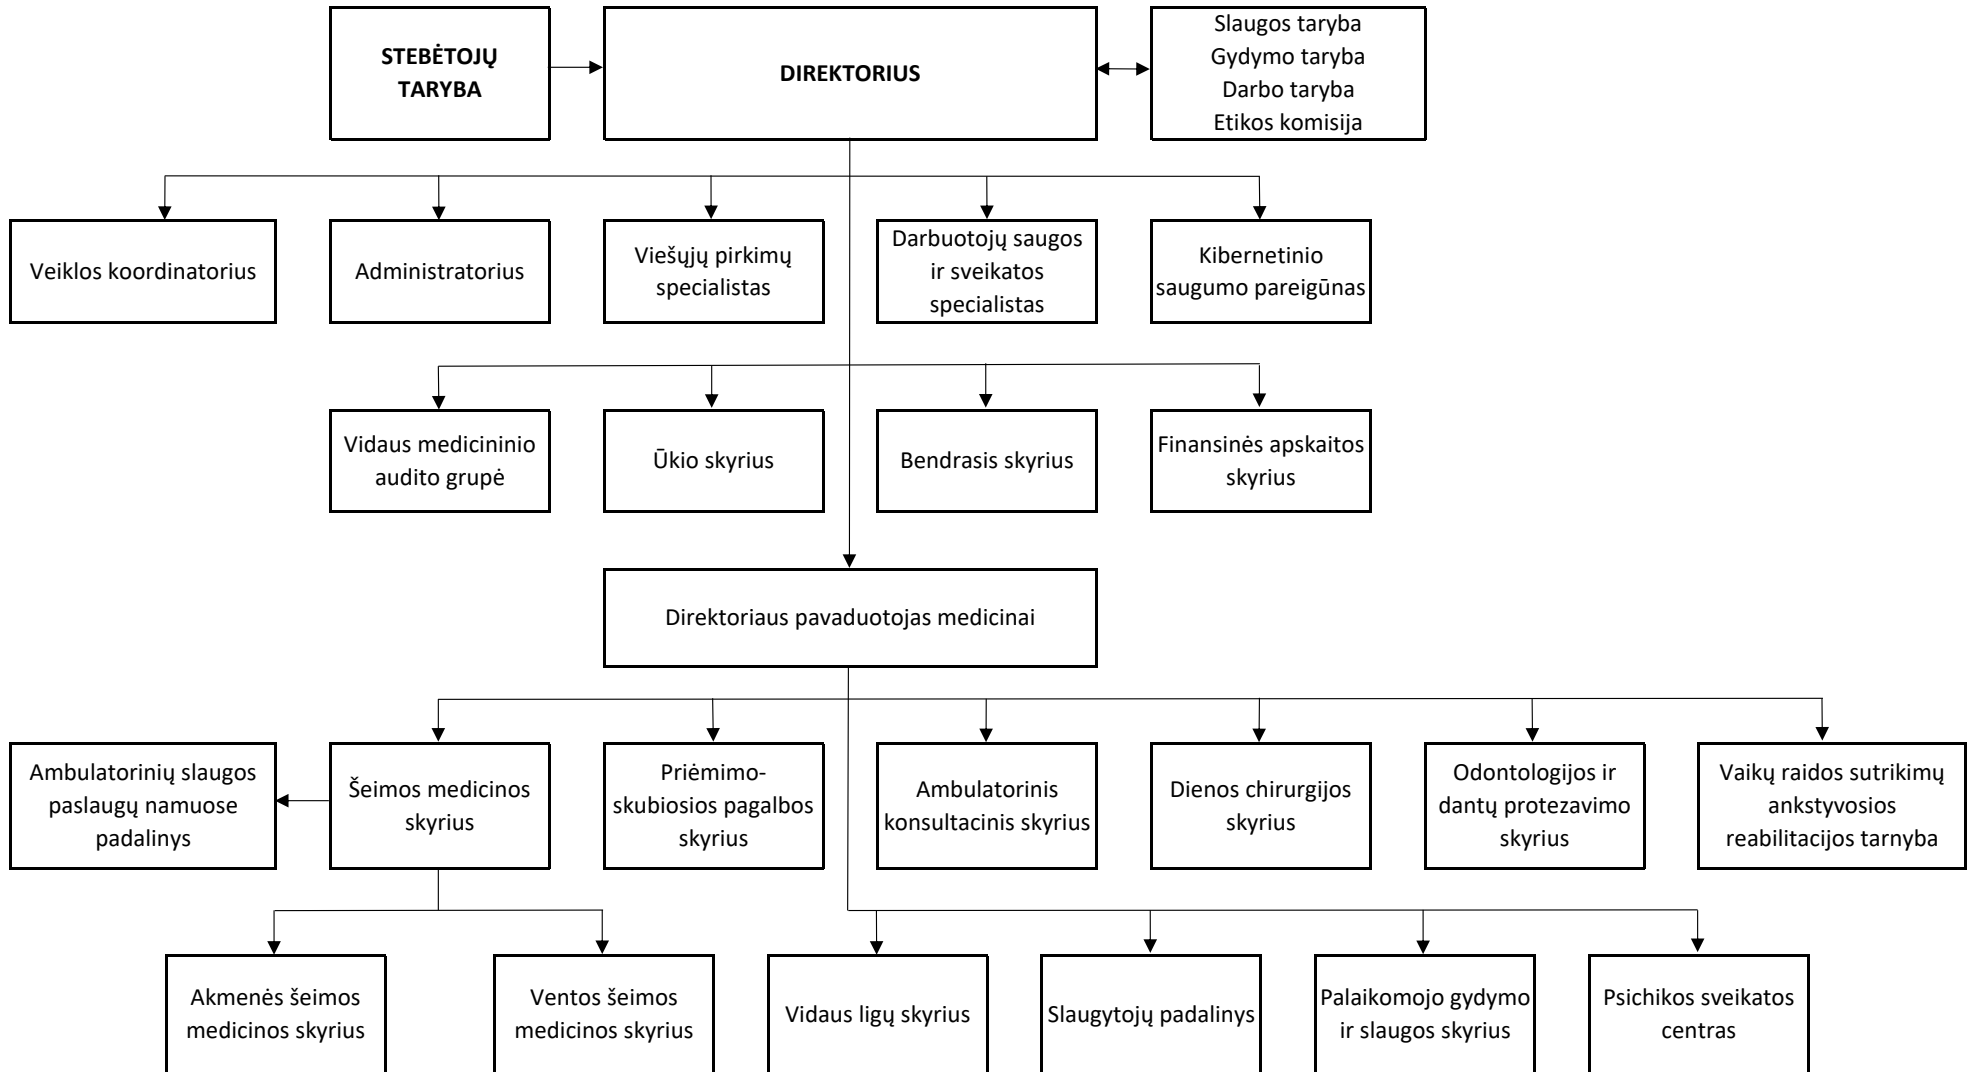 STEBĖTOJŲ
TARYBA
DIREKTORIUS
Slaugos taryba
Gydymo taryba
Darbo taryba
Etikos komisija
Veiklos koordinatorius
Administratorius
Viešųjų pirkimų
specialistas
Darbuotojų saugos
ir sveikatos
specialistas
Kibernetinio
saugumo pareigūnas
Vidaus medicininio
audito grupė
Ūkio skyrius
Bendrasis skyrius
Finansinės apskaitos
skyrius
Direktoriaus pavaduotojas medicinai
Ambulatorinių slaugos
paslaugų namuose
padalinys
Šeimos medicinos
skyrius
Priėmimo-
skubiosios pagalbos
skyrius
Ambulatorinis
konsultacinis skyrius
Dienos chirurgijos
skyrius
Odontologijos ir
dantų protezavimo
skyrius
Vaikų raidos sutrikimų
ankstyvosios
reabilitacijos tarnyba
Akmenės šeimos
medicinos skyrius
Ventos šeimos
medicinos skyrius
Vidaus ligų skyrius
Slaugytojų padalinys
Palaikomojo gydymo
ir slaugos skyrius
Psichikos sveikatos
centras